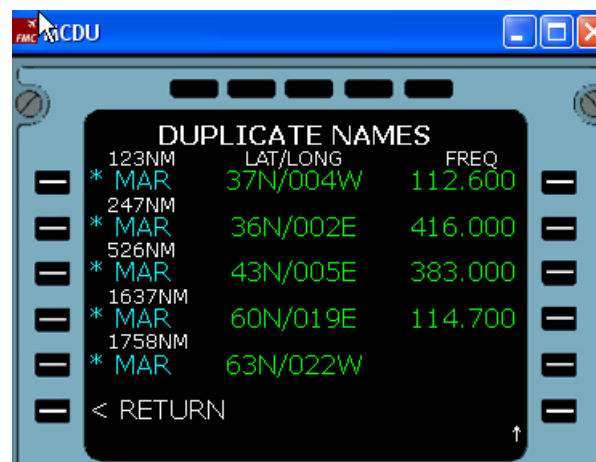 FMC MCDU
DUPLICATE NAMES
123NM LAT/LONG FREQ
* MAR 37N/004W 112.600
247NM
* MAR 36N/002E 416.000
526NM
* MAR 43N/005E 383.000
1637NM
* MAR 60N/019E 114.700
1758NM
* MAR 63N/022W
< RETURN
↑